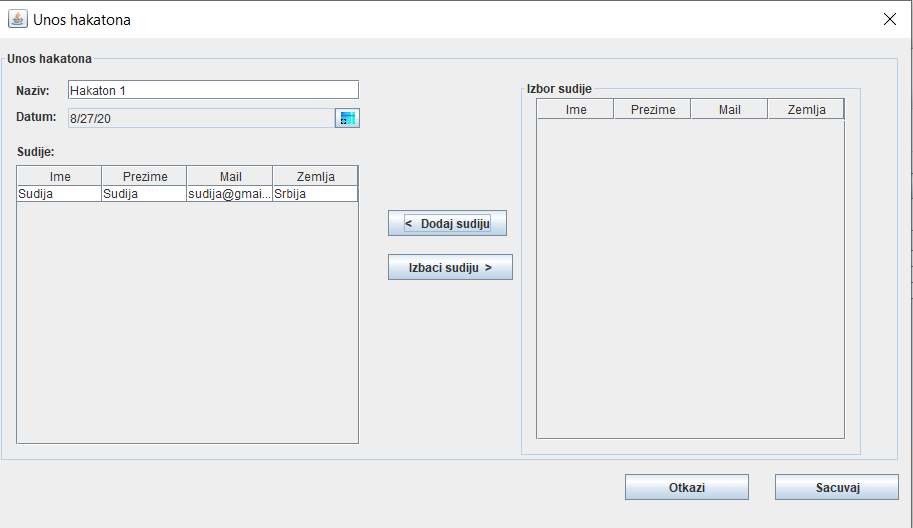 Unos hakatona
Unos hakatona
Naziv: Hakaton 1
Datum: 8/27/20
Sudije:
Ime Prezime Mail Zemlja
Sudija Sudija sudija@gmai... Srbija
< Dodaj sudiju
Izbaci sudiju >
Izbor sudije
Ime Prezime Mail Zemlja
Otkazi Sacuvaj